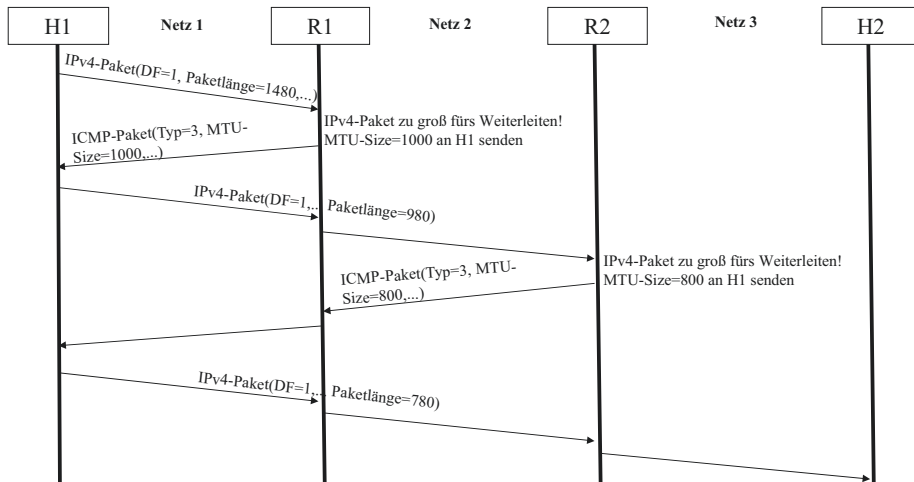 H1
Netz 1
R1
Netz 2
R2
Netz 3
H2
IPv4-Paket(DF=1, Paketlänge=1480,...)
IPv4-Paket zu groß fürs Weiterleiten!
MTU-Size=1000 an H1 senden
ICMP-Paket(Typ=3, MTU-
Size=1000,...)
IPv4-Paket(DF=1,... Paketlänge=980)
IPv4-Paket zu groß fürs Weiterleiten!
MTU-Size=800 an H1 senden
ICMP-Paket(Typ=3, MTU-
Size=800,...)
IPv4-Paket(DF=1,... Paketlänge=780)